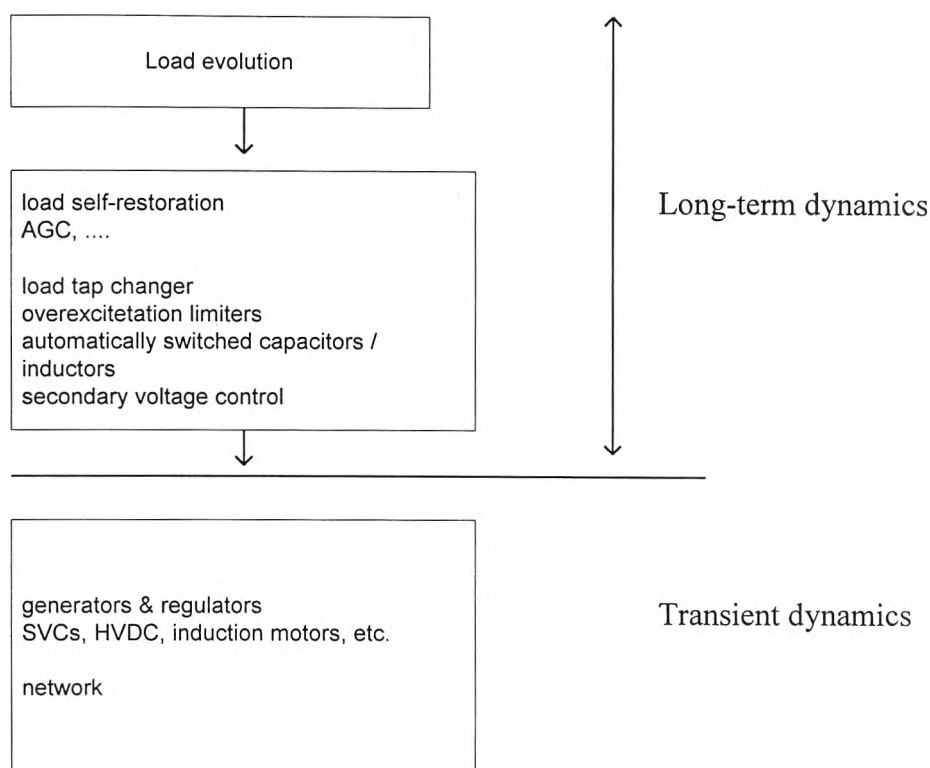 Load evolution
load self-restoration
AGC, ....
load tap changer
overexcitetation limiters
automatically switched capacitors /
inductors
secondary voltage control
Long-term dynamics
generators & regulators
SVCs, HVDC, induction motors, etc.
network
Transient dynamics